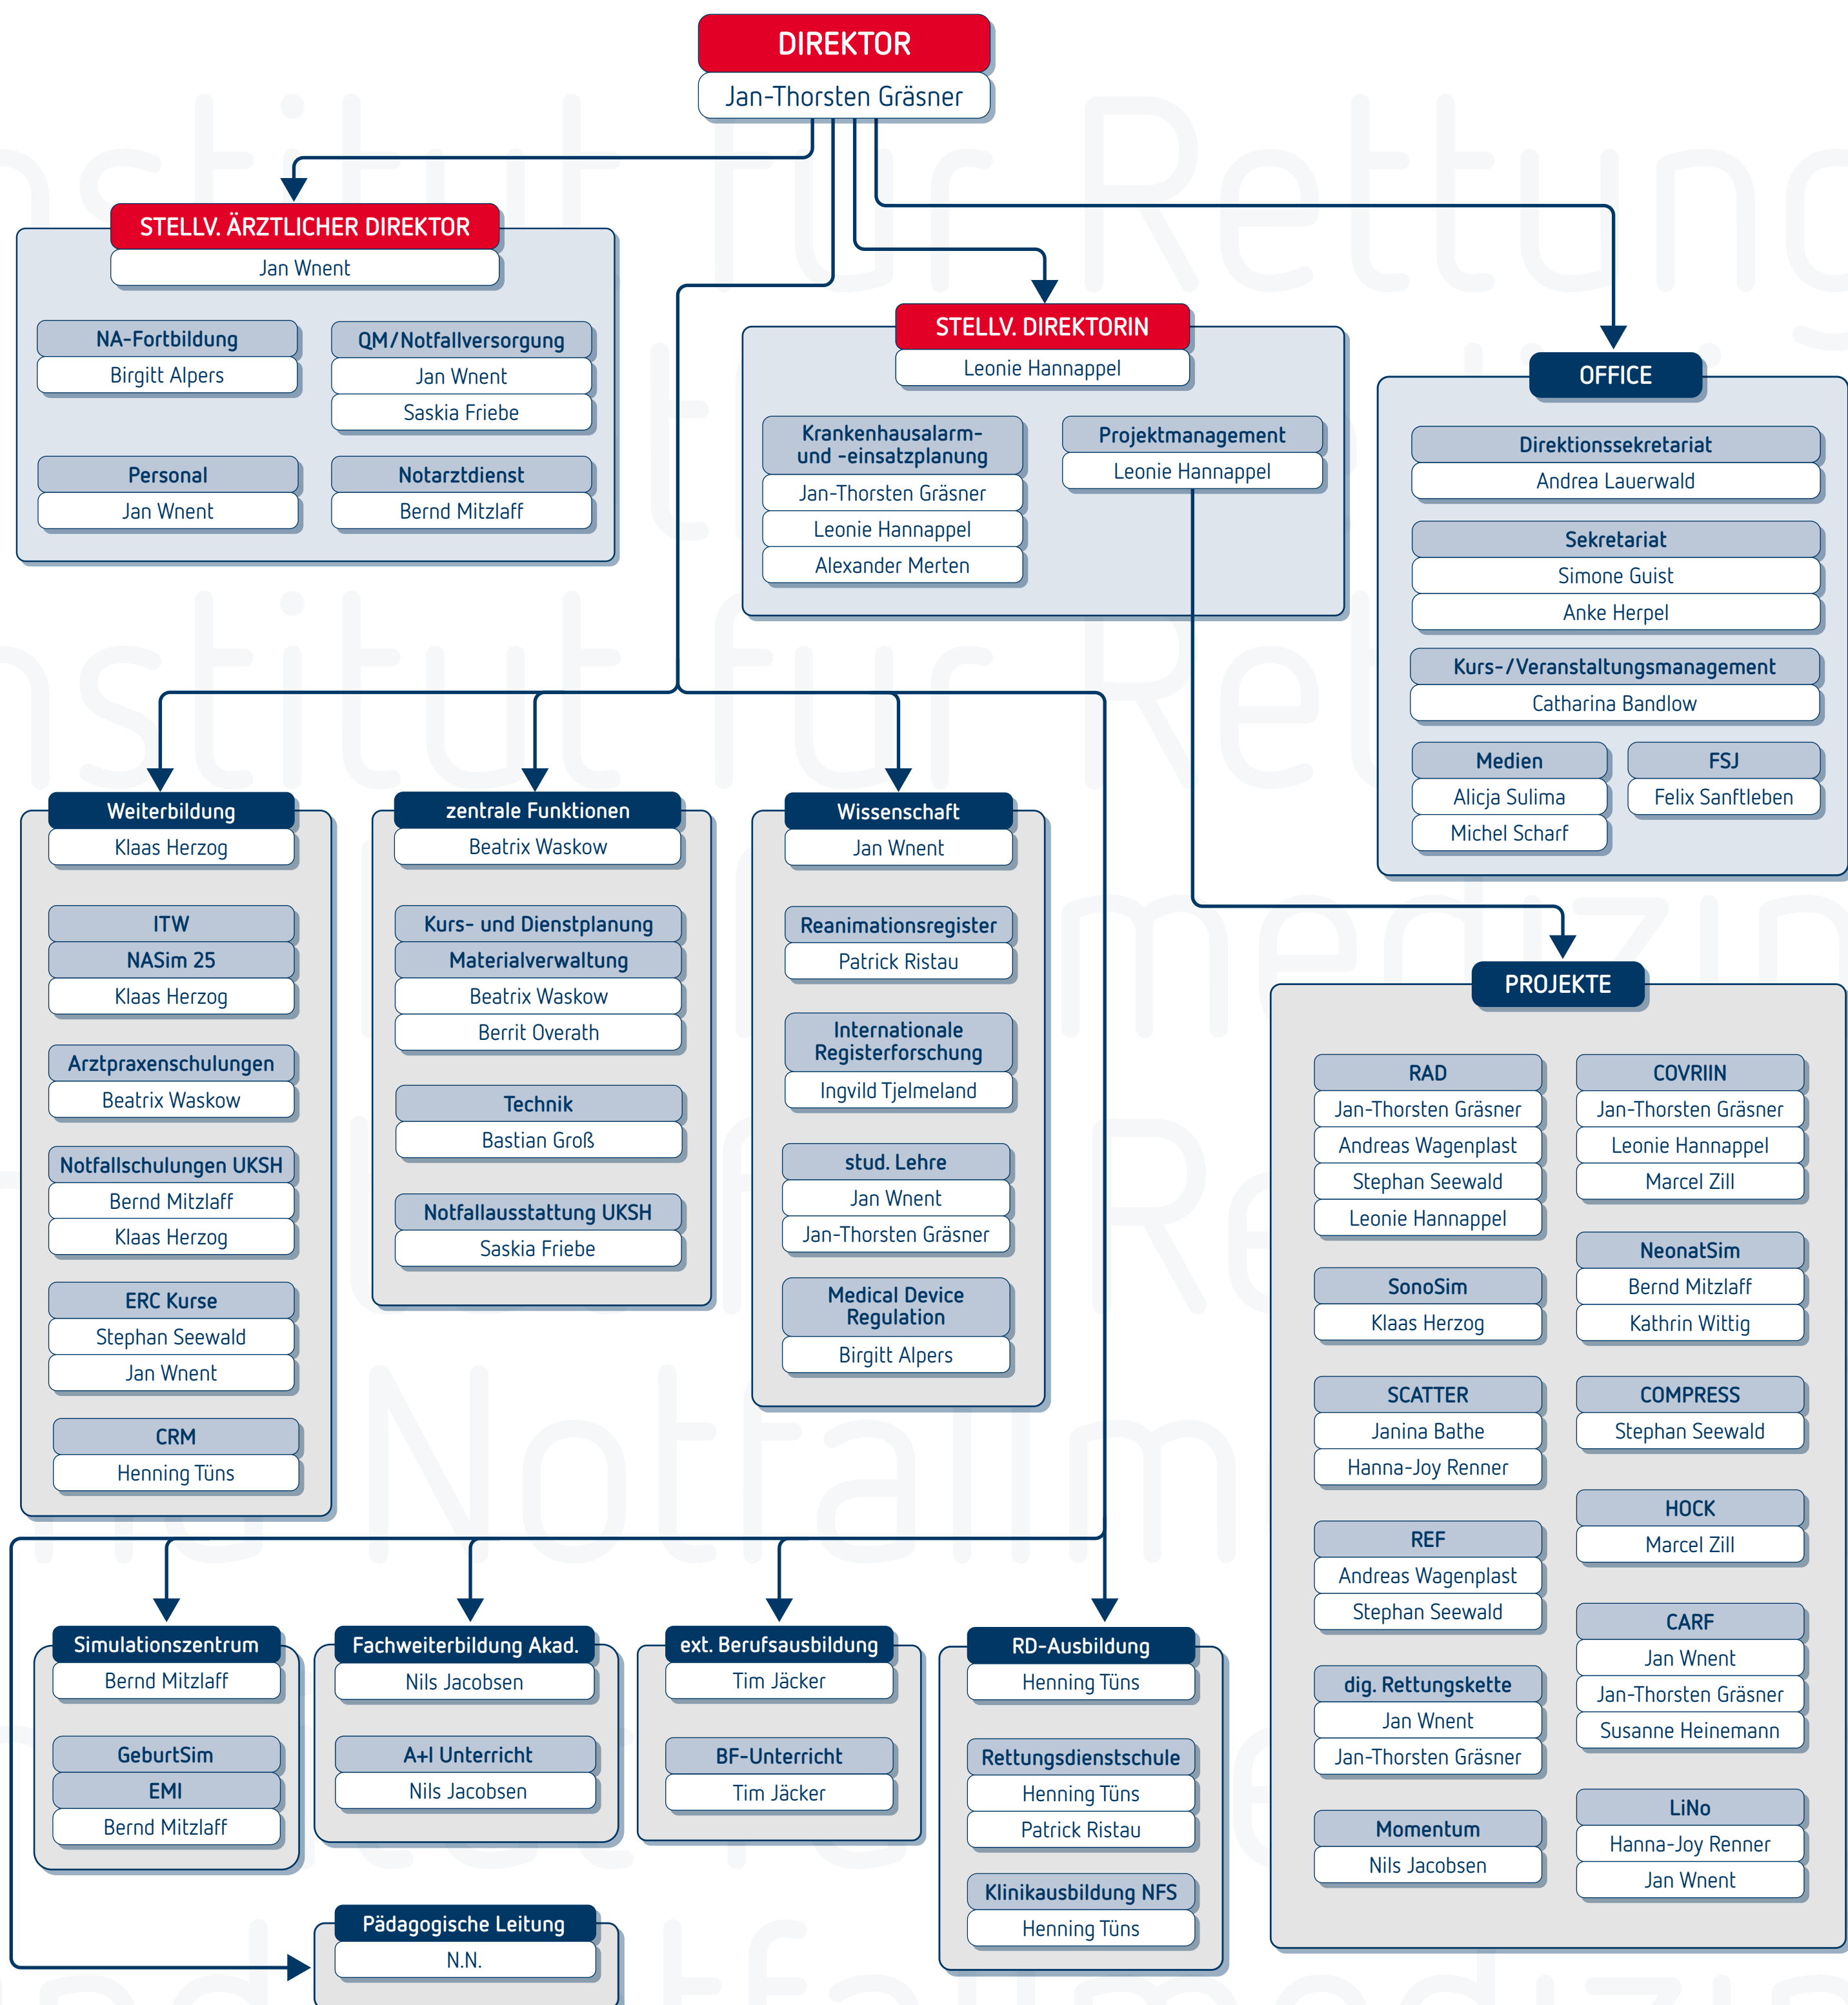 DIREKTOR
Jan-Thorsten Gräsner
STELLV. ÄRZTLICHER DIREKTOR
Jan Wnent
NA-Fortbildung
Birgitt Alpers
QM/Notfallversorgung
Jan Wnent
Saskia Friebe
Personal
Jan Wnent
Notarztdienst
Bernd Mitzlaff
STELLV. DIREKTORIN
Leonie Hannappel
Krankenhausalarm-
und -einsatzplanung
Jan-Thorsten Gräsner
Leonie Hannappel
Alexander Merten
Projektmanagement
Leonie Hannappel
OFFICE
Direktionssekretariat
Andrea Lauerwald
Sekretariat
Simone Guist
Anke Herpel
Kurs-/Veranstaltungsmanagement
Catharina Bandlow
Medien
Alicja Sulima
Michel Scharf
FSJ
Felix Sanftleben
Weiterbildung
Klaas Herzog
ITW
NASim 25
Klaas Herzog
Arztpraxenschulungen
Beatrix Waskow
Notfallschulungen UKSH
Bernd Mitzlaff
Klaas Herzog
ERC Kurse
Stephan Seewald
Jan Wnent
CRM
Henning Tüns
zentrale Funktionen
Beatrix Waskow
Kurs- und Dienstplanung
Materialverwaltung
Beatrix Waskow
Berrit Overath
Technik
Bastian Groß
Notfallausstattung UKSH
Saskia Friebe
Wissenschaft
Jan Wnent
Reanimationsregister
Patrick Ristau
Internationale
Registerforschung
Ingvild Tjelmeland
stud. Lehre
Jan Wnent
Jan-Thorsten Gräsner
Medical Device
Regulation
Birgitt Alpers
PROJEKTE
RAD
Jan-Thorsten Gräsner
Andreas Wagenplast
Stephan Seewald
Leonie Hannappel
SonoSim
Klaas Herzog
SCATTER
Janina Bathe
Hanna-Joy Renner
REF
Andreas Wagenplast
Stephan Seewald
dig. Rettungskette
Jan Wnent
Jan-Thorsten Gräsner
Momentum
Nils Jacobsen
COVRIIN
Jan-Thorsten Gräsner
Leonie Hannappel
Marcel Zill
NeonatSim
Bernd Mitzlaff
Kathrin Wittig
COMPRESS
Stephan Seewald
HOCK
Marcel Zill
CARF
Jan Wnent
Jan-Thorsten Gräsner
Susanne Heinemann
LiNo
Hanna-Joy Renner
Jan Wnent
Simulationszentrum
Bernd Mitzlaff
GeburtSim
EMI
Bernd Mitzlaff
Fachweiterbildung Akad.
Nils Jacobsen
A+I Unterricht
Nils Jacobsen
ext. Berufsausbildung
Tim Jäcker
BF-Unterricht
Tim Jäcker
RD-Ausbildung
Henning Tüns
Rettungsdienstschule
Henning Tüns
Patrick Ristau
Klinikausbildung NFS
Henning Tüns
Pädagogische Leitung
N.N.